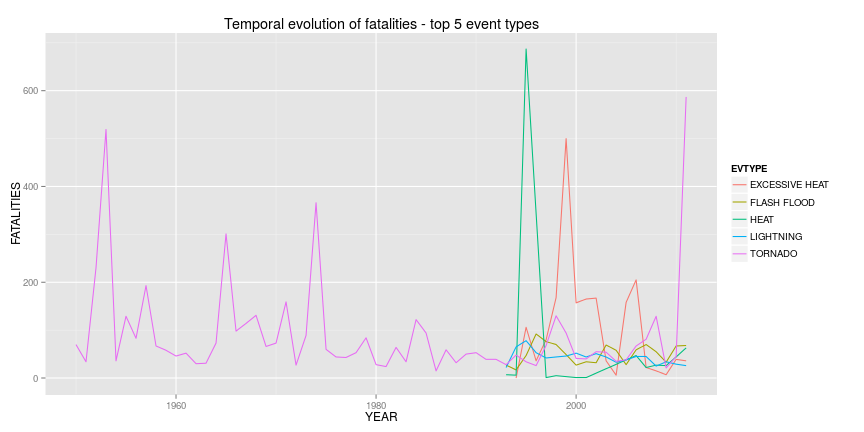 Temporal evolution of fatalities - top 5 event types
FATALITIES
600
400
200
0
1960
1980
2000
YEAR
EVTYPE
EXCESSIVE HEAT
FLASH FLOOD
HEAT
LIGHTNING
TORNADO